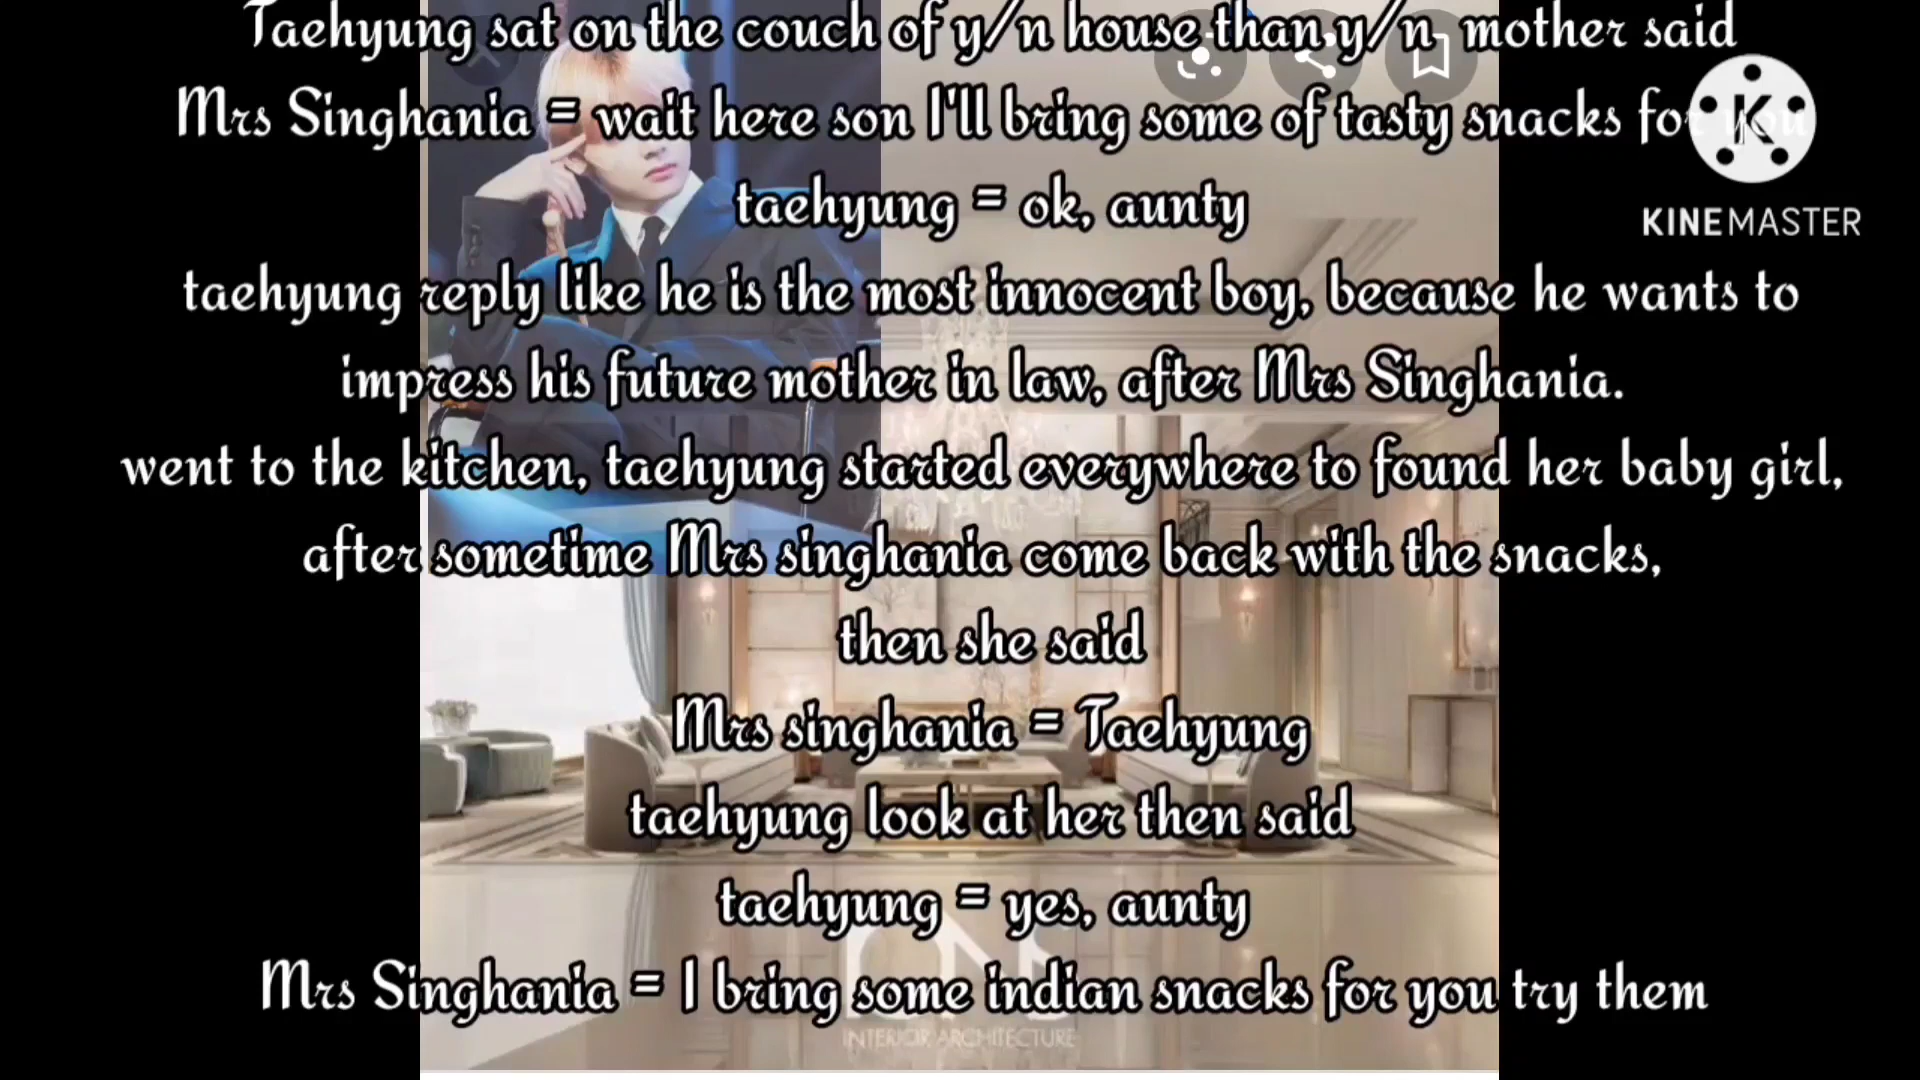 Taehyung sat on the couch of y/n house than y/n mother said
Mrs Singhania = wait here son I'll bring some of tasty snacks for you
taehyung = ok, aunty
taehyung reply like he is the most innocent boy, because he wants to
impress his future mother in law, after Mrs Singhania.
went to the kitchen, taehyung started everywhere to found her baby girl,
after sometime Mrs singhania come back with the snacks,
then she said
Mrs singhania = Taehyung
taehyung look at her then said
taehyung = yes, aunty
Mrs Singhania = I bring some indian snacks for you try them
K
KINEMASTER
INTERIOR ARCHITECTURE